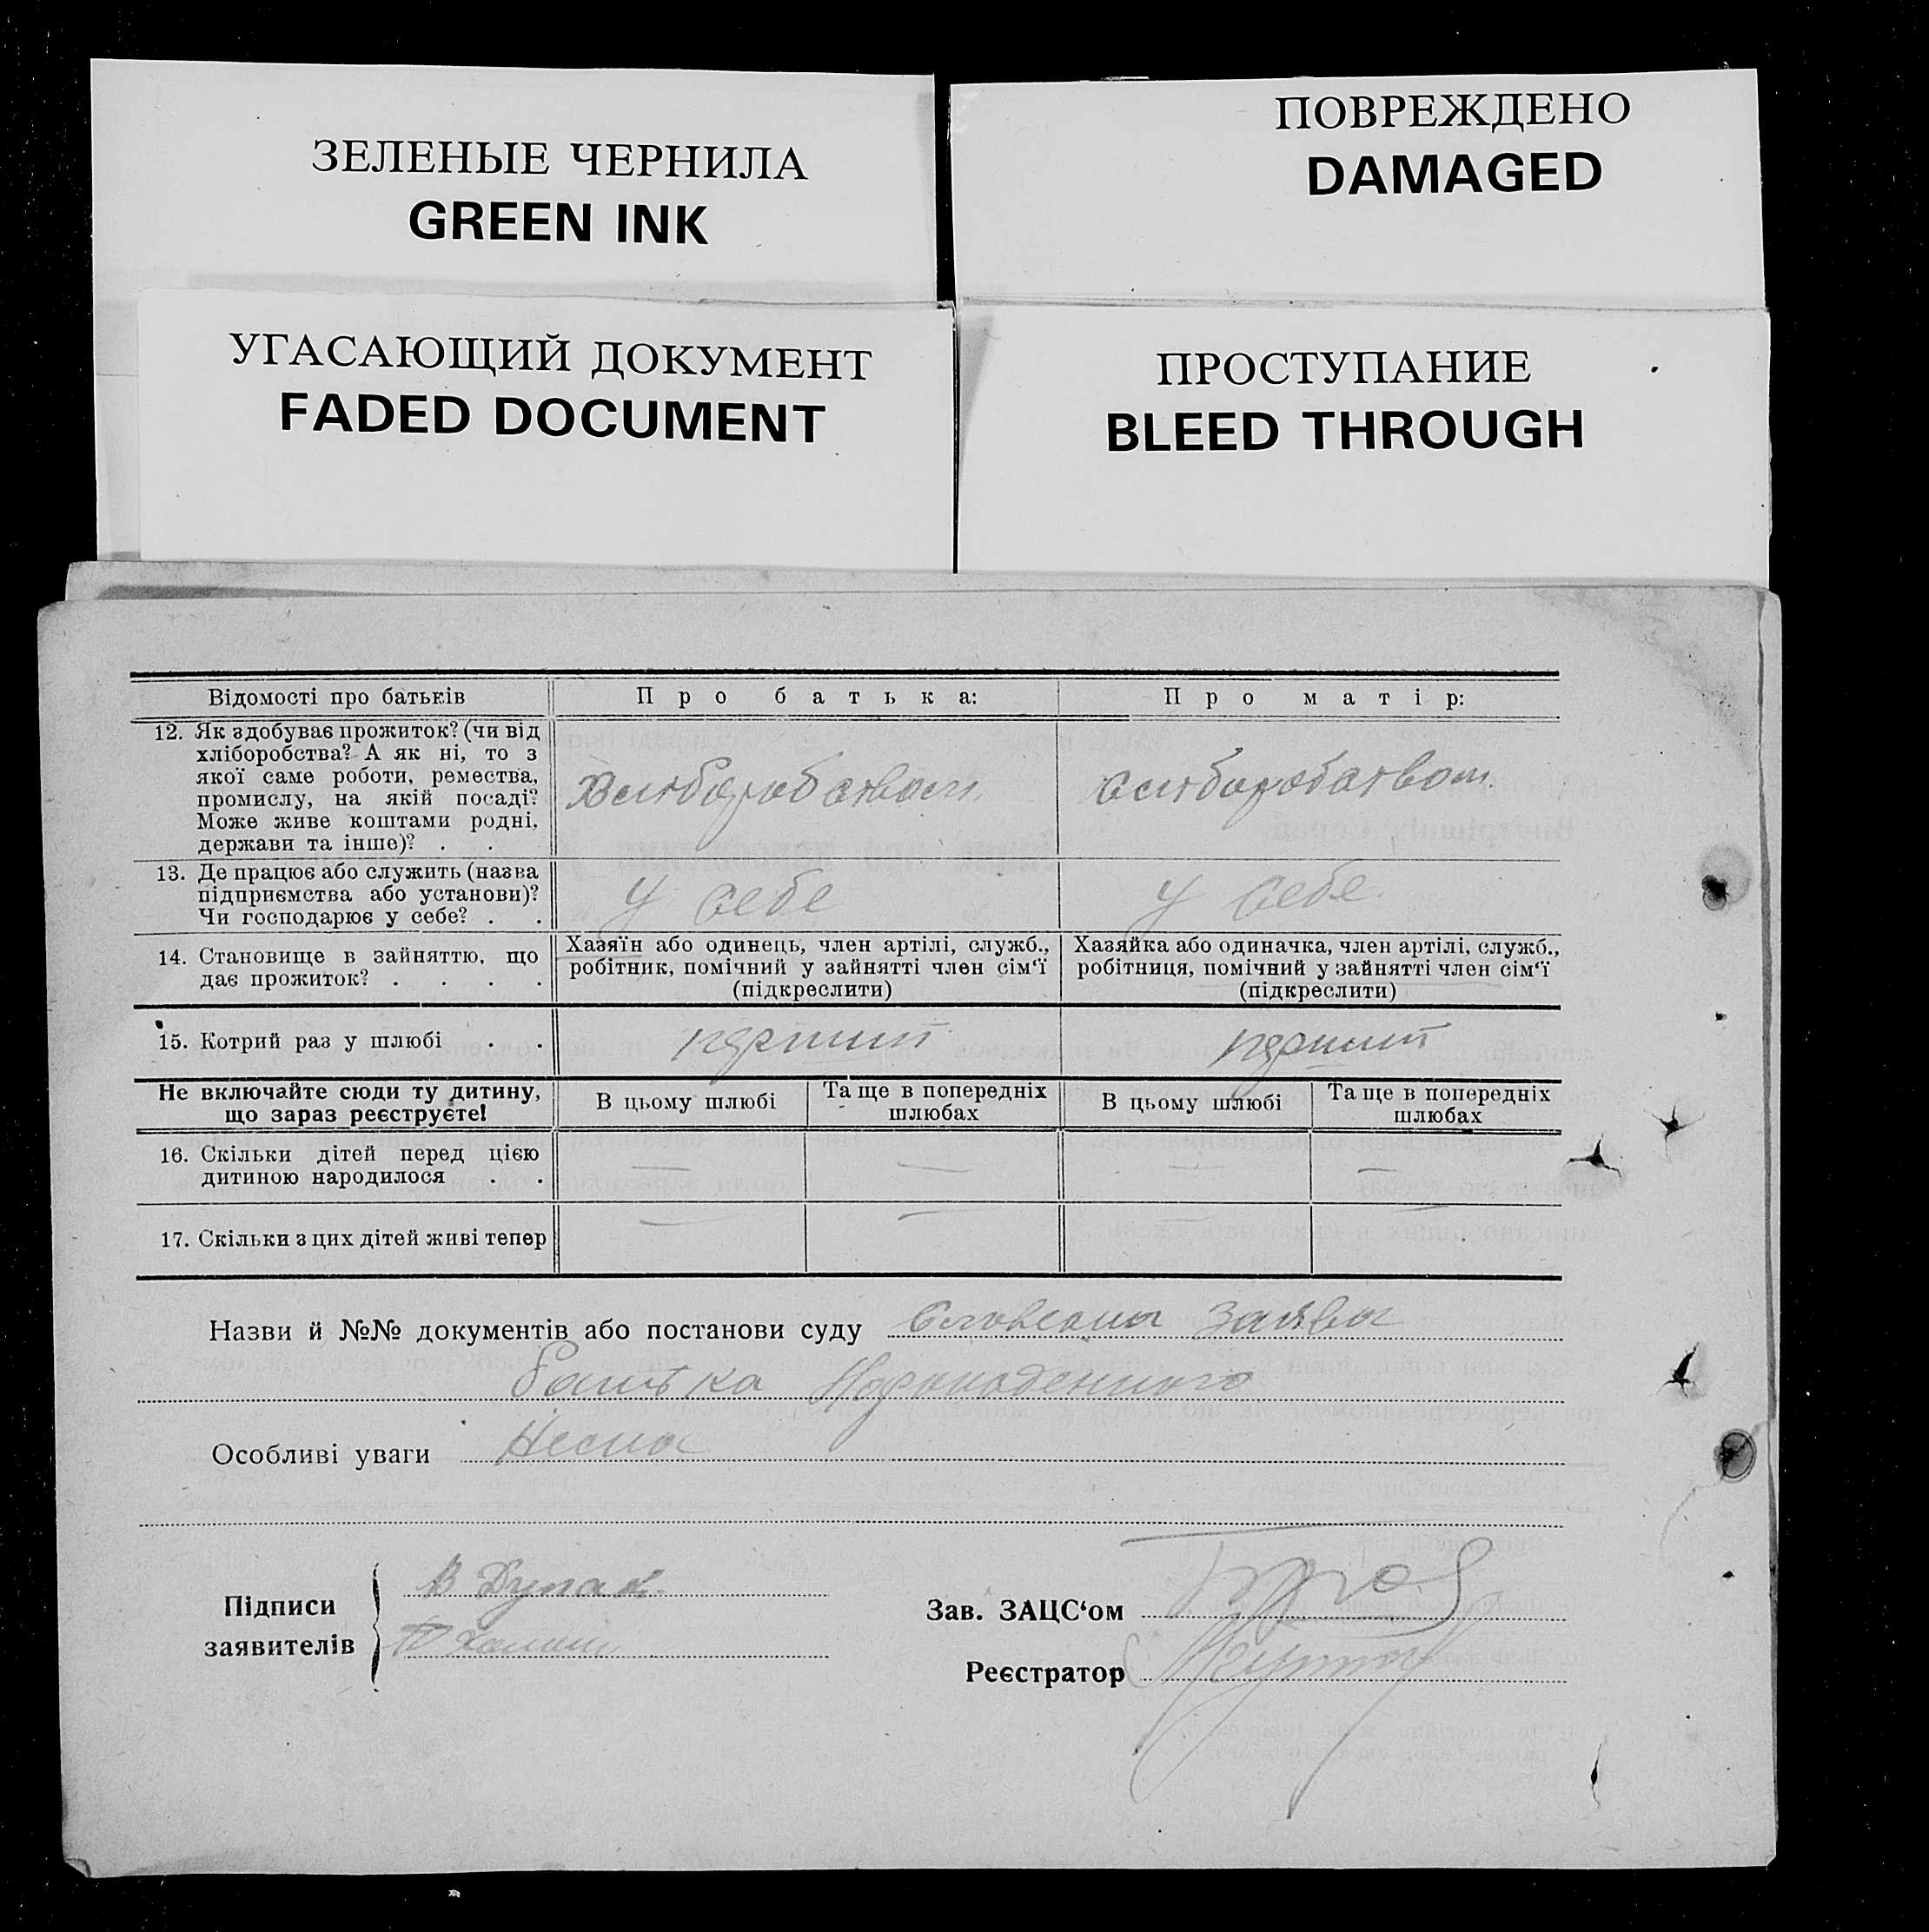 ЗЕЛЕНЫЕ ЧЕРНИЛА
GREEN INK
ПОВРЕЖДЕНО
DAMAGED
УГАСАЮЩИЙ ДОКУМЕНТ
FADED DOCUMENT
ПРОСТУПАНИЕ
BLEED THROUGH
Відомості про батьків
Про батька:
Про матір:
12. Як здобуває прожиток? (чи від
хліборобства? А як ні, то з
якої саме роботи, ремества,
промислу, на якій посаді?
Може живе коштами родні,
держави та інше)? . .
13. Де працює або служить (назва
підприємства або установи)?
Чи господарює у себе? . .
у себе
у себе
14. Становище в зайняттю, що
дає прожиток? . . . .
Хазяїн або одинець, член артілі, служб.,
робітник, помічний у зайнятті член сім'ї
(підкреслити)
Хазяйка або одиначка, член артілі, служб.,
робітниця, помічний у зайнятті член сім'ї
(підкреслити)
15. Котрий раз у шлюбі . .
Не включайте сюди ту дитину,
що зараз реєструєте!
В цьому шлюбі
Та ще в попередніх
шлюбах
В цьому шлюбі
Та ще в попередніх
шлюбах
16. Скільки дітей перед цією
дитиною народилося . .
— — — —
17. Скільки з цих дітей живі тепер
— — — —
Назви й №№ документів або постанови суду заява
Особливі уваги
Підписи
заявителів
Зав. ЗАЦС'ом
Реєстратор